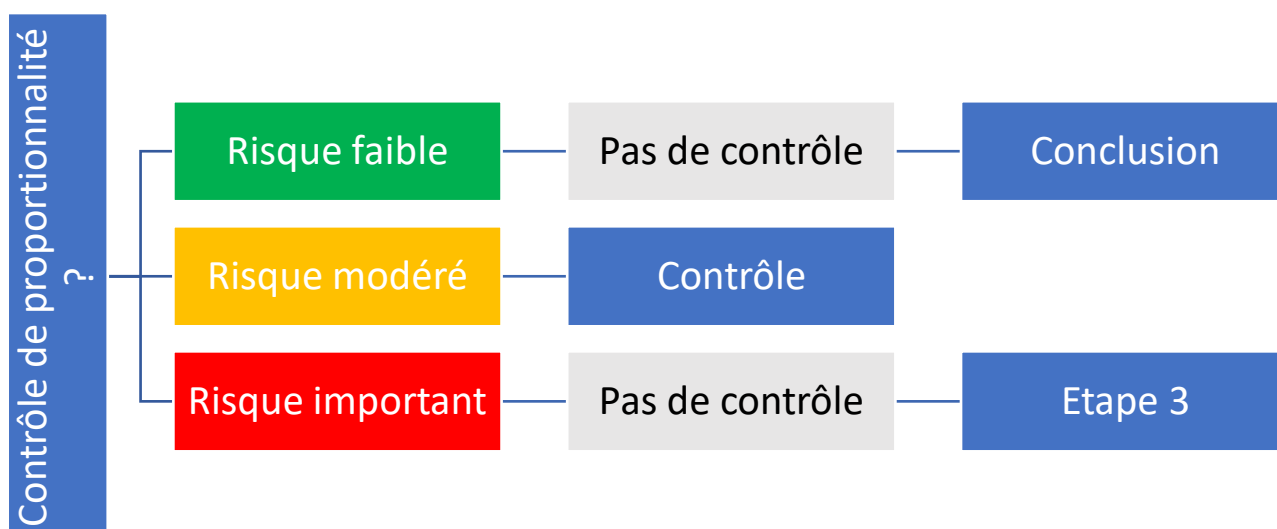 Contrôle de proportionnalité
?
Risque faible
Pas de contrôle
Conclusion
Risque modéré
Contrôle
Risque important
Pas de contrôle
Etape 3